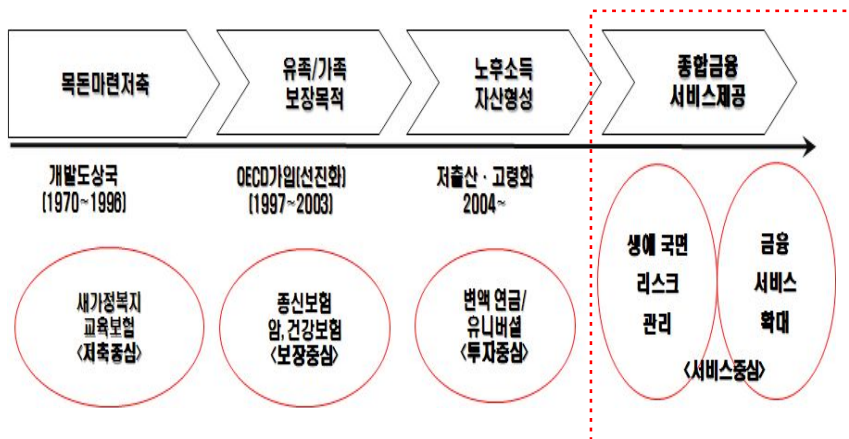 목돈마련저축
유족/가족
보장목적
노후소득
자산형성
종합금융
서비스제공
개발도상국
(1970~1996)
OECD가입(선진화)
(1997~2003)
저출산 · 고령화
2004~
새가정복지
교육보험
<저축중심>
종신보험
암, 건강보험
<보장중심>
변액 연금/
유니버셜
<투자중심>
생애 국면
리스크
관리
금융
서비스
확대
<서비스중심>